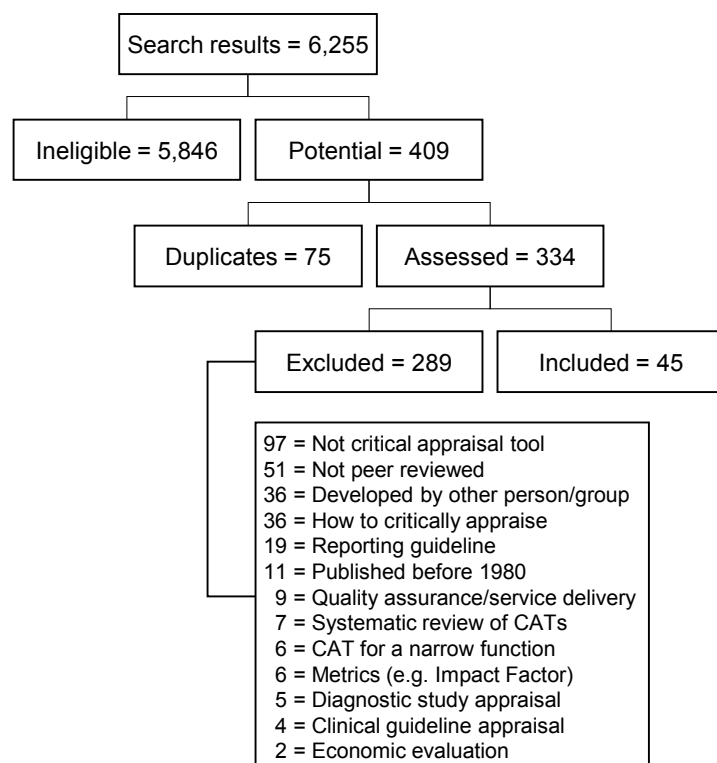 Search results = 6,255
Ineligible = 5,846
Potential = 409
Duplicates = 75
Assessed = 334
Excluded = 289
Included = 45
97 = Not critical appraisal tool
51 = Not peer reviewed
36 = Developed by other person/group
36 = How to critically appraise
19 = Reporting guideline
11 = Published before 1980
9 = Quality assurance/service delivery
7 = Systematic review of CATs
6 = CAT for a narrow function
6 = Metrics (e.g. Impact Factor)
5 = Diagnostic study appraisal
4 = Clinical guideline appraisal
2 = Economic evaluation